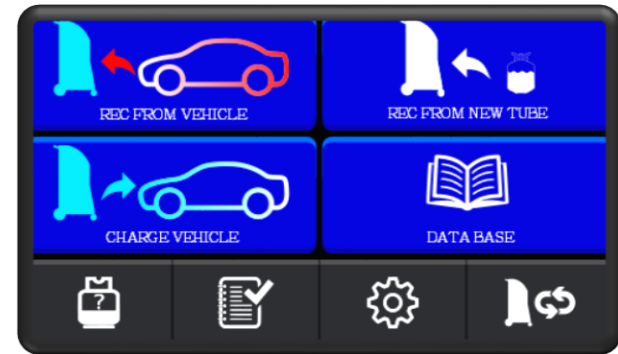 REC FROM VEHICLE
REC FROM NEW TUBE
CHARGE VEHICLE
DATA BASE
?